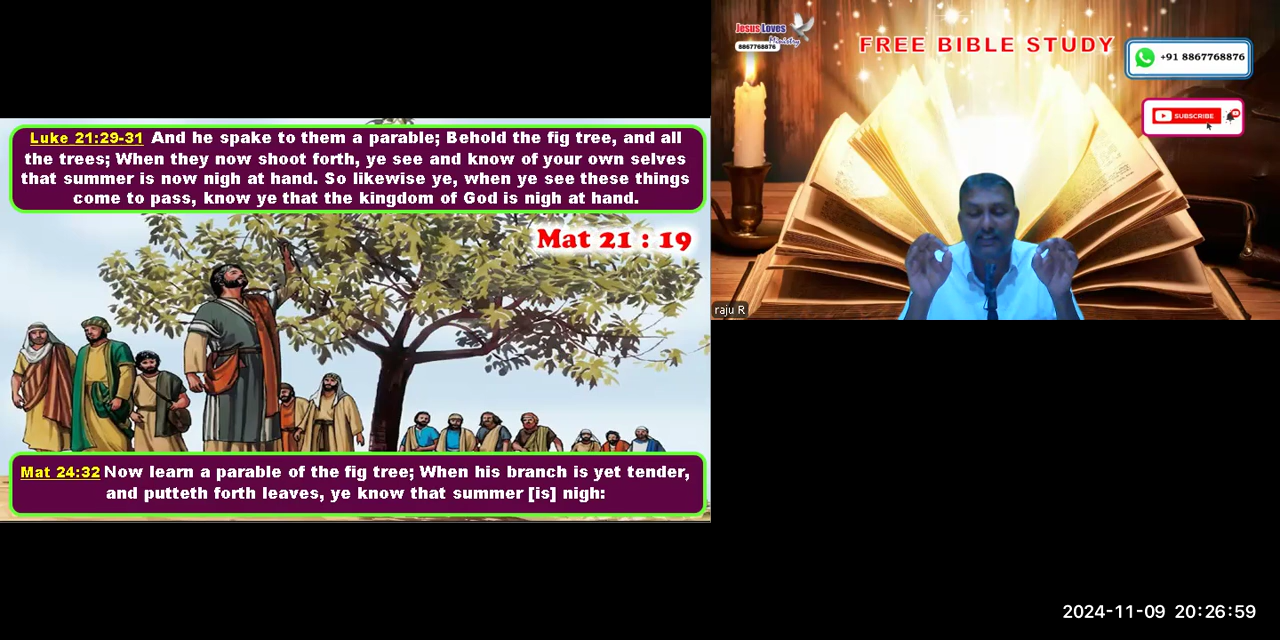 Luke 21:29-31 And he spake to them a parable; Behold the fig tree, and all
the trees; When they now shoot forth, ye see and know of your own selves
that summer is now nigh at hand. So likewise ye, when ye see these things
come to pass, know ye that the kingdom of God is nigh at hand.
Mat 21 : 19
Mat 24:32 Now learn a parable of the fig tree; When his branch is yet tender,
and putteth forth leaves, ye know that summer [is] nigh:
Jesus Loves
Ministry
8867768876
FREE BIBLE STUDY
+91 8867768876
SUBSCRIBE
raju R
2024-11-09 20:26:59